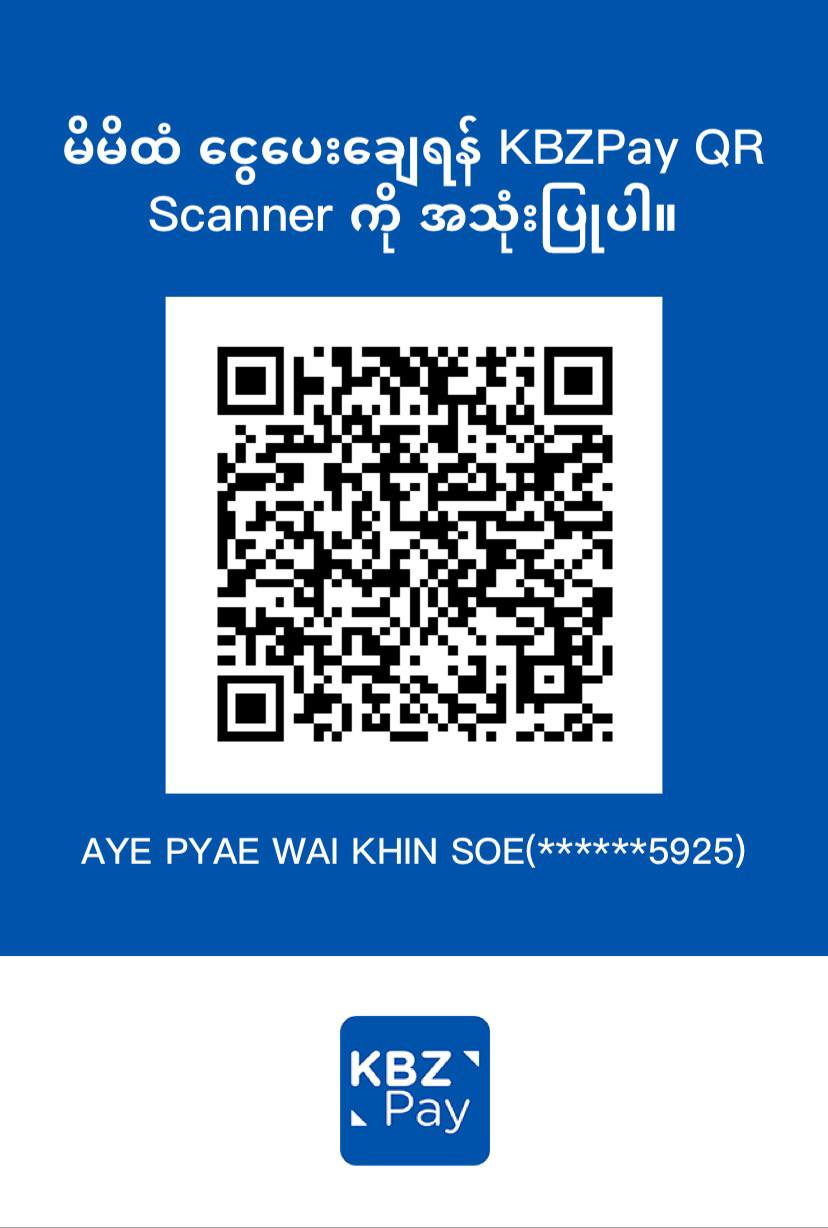 မိမိထံ ငွေပေးချေရန် KBZPay QR
Scanner ကို အသုံးပြုပါ။
AYE PYAE WAI KHIN SOE(******5925)
KBZ
Pay